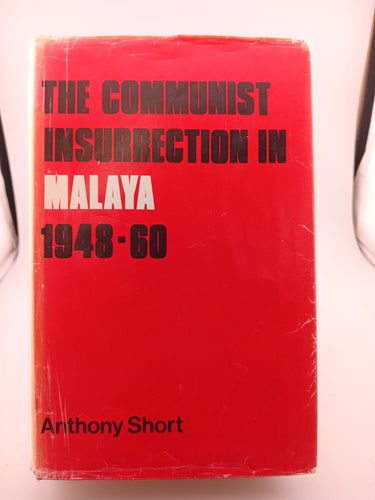 THE COMMUNIST
INSURRECTION IN
MALAYA
1948-60
Anthony Short